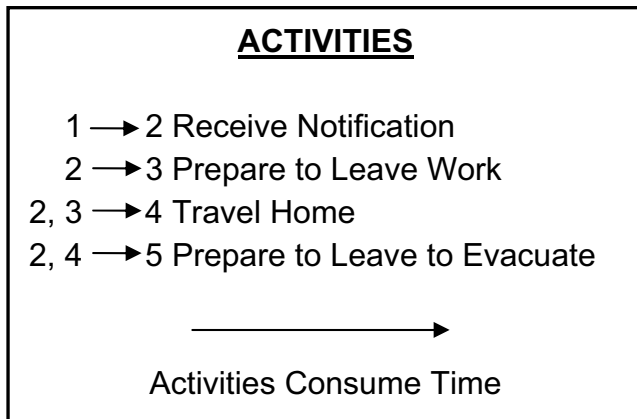 ACTIVITIES
1 → 2 Receive Notification
2 → 3 Prepare to Leave Work
2, 3 → 4 Travel Home
2, 4 → 5 Prepare to Leave to Evacuate
Activities Consume Time